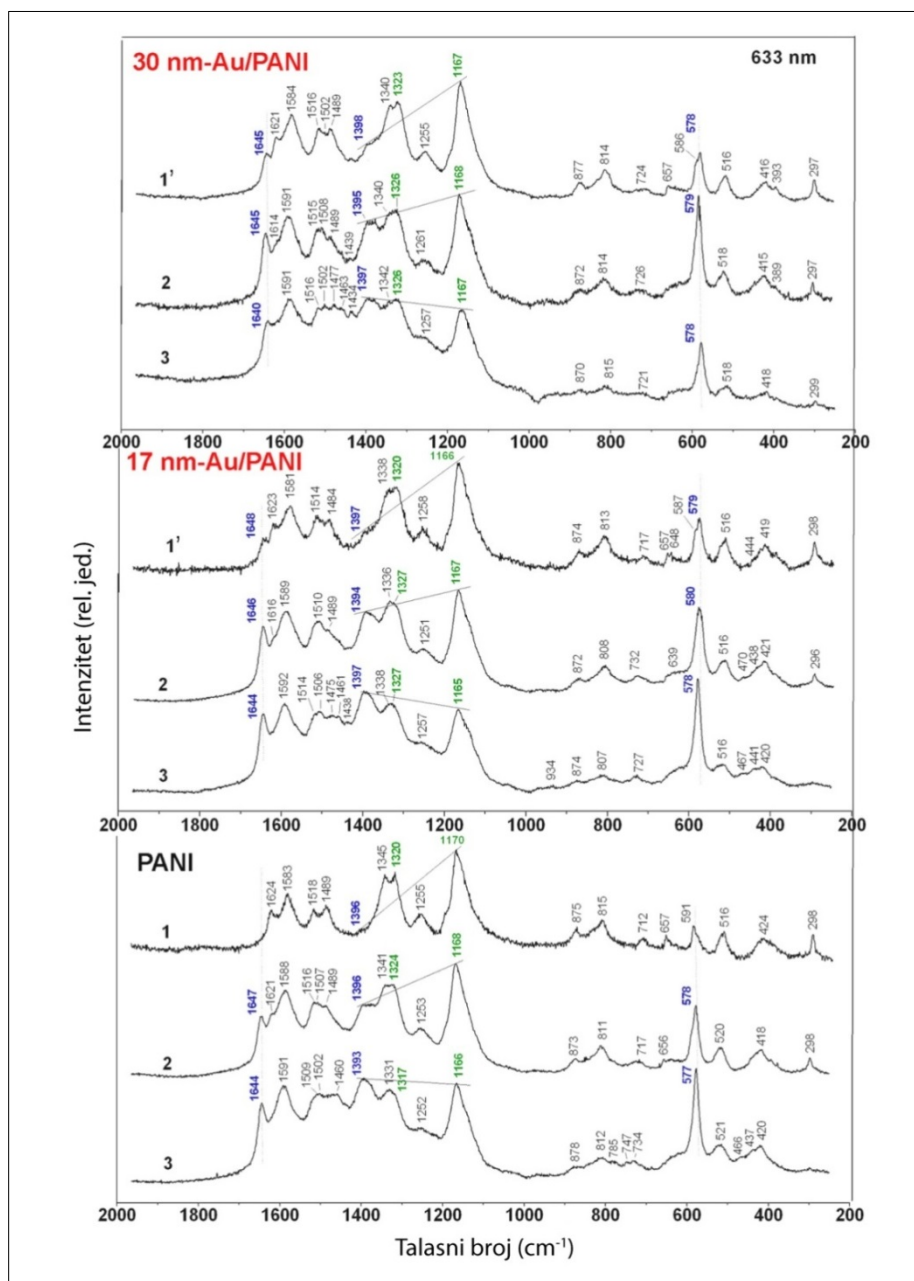 30 nm-Au/PANI
633 nm
1645 1621 1584 1516 1502 1489 1398 1340 1323 1255 1167 877 814 724 657 586 578 516 416 393 297
1'
1645 1614 1591 1515 1508 1489 1439 1395 1340 1326 1261 1168 872 814 726 579 518 415 389 297
2
1640 1591 1516 1502 1477 1463 1434 1397 1342 1326 1257 1167 870 815 721 578 518 418 299
3
2000 1800 1600 1400 1200 1000 800 600 400 200
17 nm-Au/PANI
1648 1623 1581 1514 1484 1397 1338 1320 1258 1166 874 813 717 657 648 587 579 516 444 419 298
1'
1646 1616 1589 1510 1489 1394 1336 1327 1251 1167 872 808 732 639 580 516 470 438 421 296
2
1644 1592 1514 1506 1475 1461 1438 1397 1338 1327 1257 1165 934 874 807 727 578 516 467 441 420
3
2000 1800 1600 1400 1200 1000 800 600 400 200
PANI
1624 1583 1518 1489 1396 1345 1320 1255 1170 875 815 712 657 591 516 424 298
1
1647 1621 1588 1516 1507 1489 1396 1341 1324 1253 1168 873 811 717 656 578 520 418 298
2
1644 1591 1509 1502 1460 1393 1331 1317 1252 1166 878 812 785 747 734 577 521 466 437 420
3
2000 1800 1600 1400 1200 1000 800 600 400 200
Intenzitet (rel. jed.)
Talasni broj (cm⁻¹)